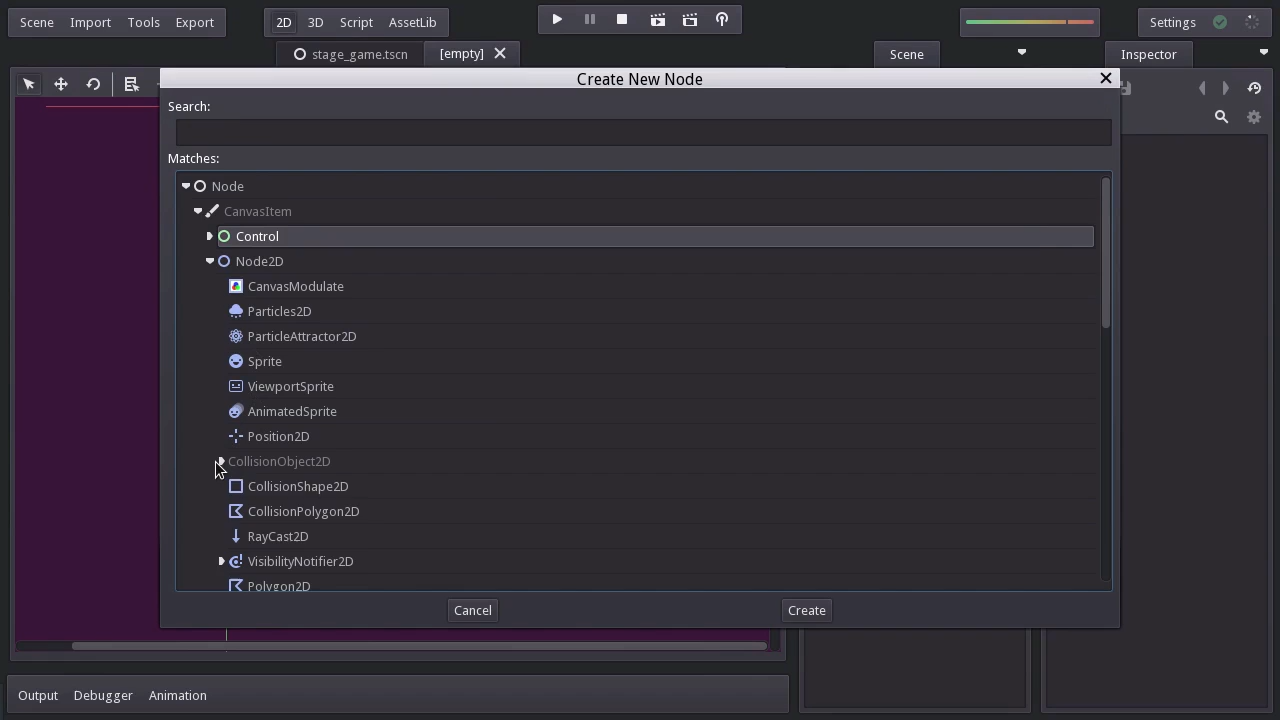 Scene Import Tools Export 2D 3D Script AssetLib Settings
stage_game.tscn [empty] Scene Inspector
Create New Node
Search:
Matches:
Node
CanvasItem
Control
Node2D
CanvasModulate
Particles2D
ParticleAttractor2D
Sprite
ViewportSprite
AnimatedSprite
Position2D
CollisionObject2D
CollisionShape2D
CollisionPolygon2D
RayCast2D
VisibilityNotifier2D
Polygon2D
Cancel Create
Output Debugger Animation